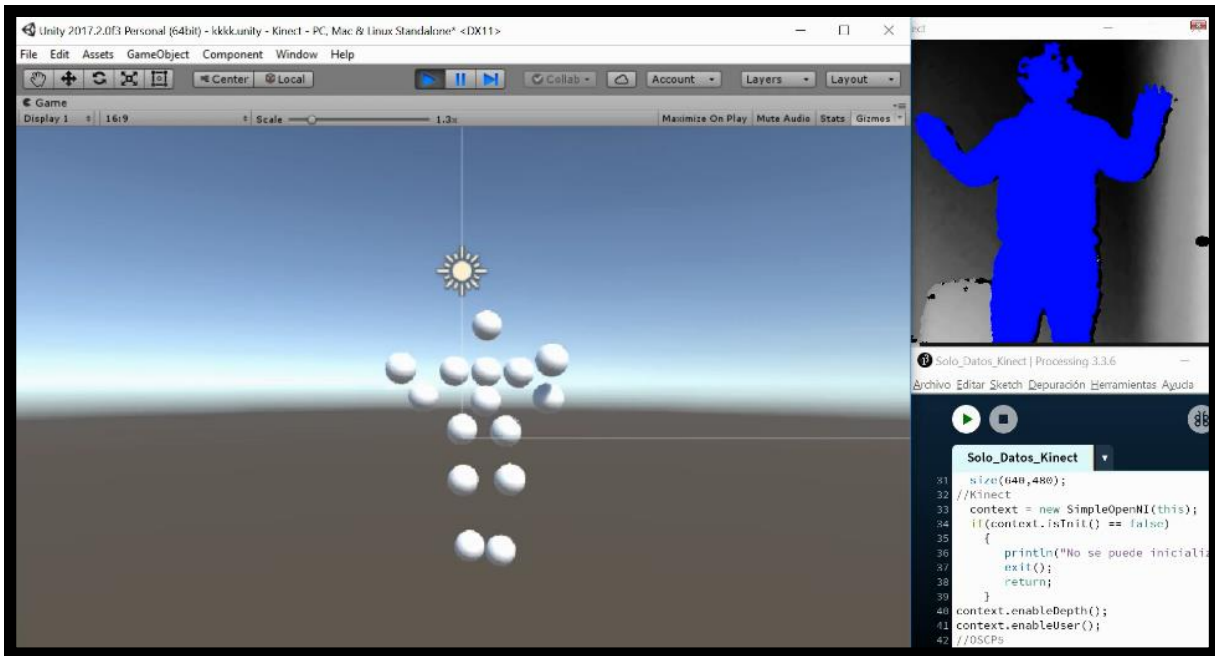 Unity 2017.2.0f3 Personal (64bit) - kkkk.unity - Kinect - PC, Mac & Linux Standalone* <DX11>
File Edit Assets GameObject Component Window Help
Center Local Collab Account Layers Layout
Game
Display 1 16:9 Scale 1.3x Maximize On Play Mute Audio Stats Gizmos
Solo_Datos_Kinect | Processing 3.3.6
Archivo Editar Sketch Depuración Herramientas Ayuda
Solo_Datos_Kinect
31 size(640,480);
32 //Kinect
33 context = new SimpleOpenNI(this);
34 if(context.isInit() == false)
35 {
36 println("No se puede inicializ
37 exit();
38 return;
39 }
40 context.enableDepth();
41 context.enableUser();
42 //OSCP5